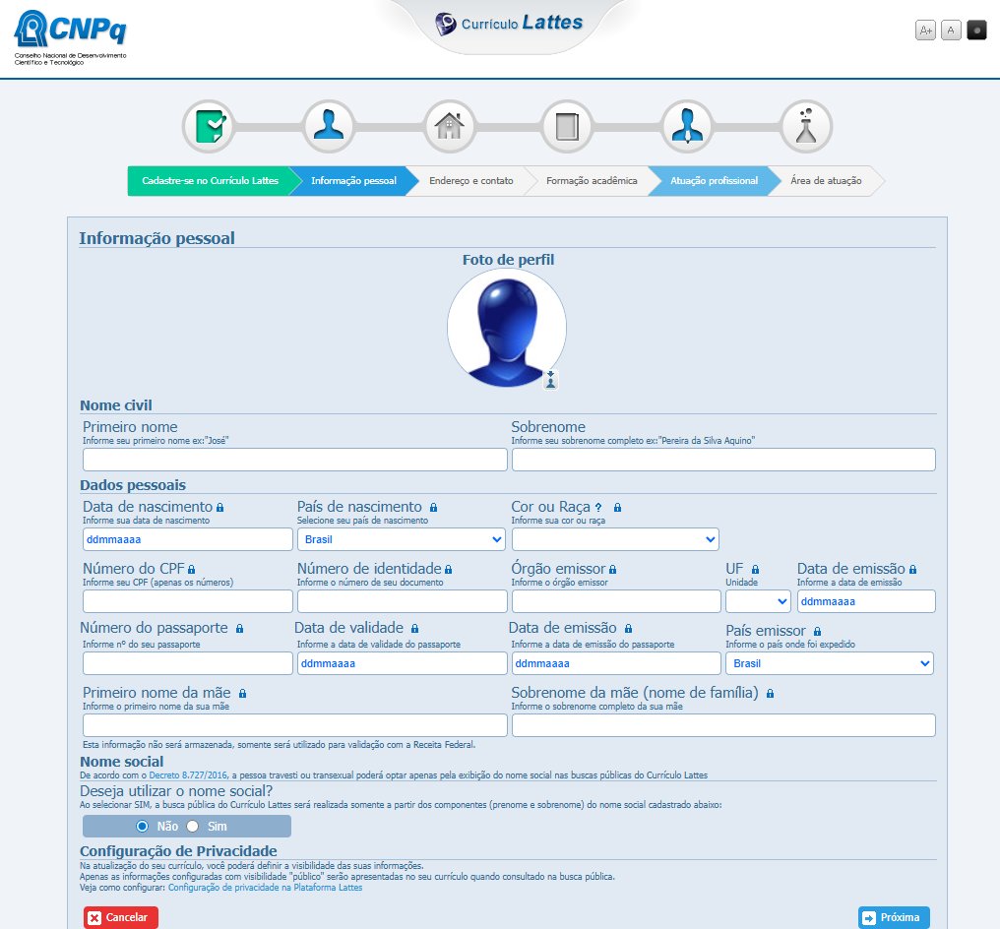 CNPq
Conselho Nacional de Desenvolvimento
Científico e Tecnológico
Currículo Lattes
A+ A
Cadastre-se no Currículo Lattes Informação pessoal Endereço e contato Formação acadêmica Atuação profissional Área de atuação
Informação pessoal
Foto de perfil
Nome civil
Primeiro nome Sobrenome
Informe seu primeiro nome ex:"José" Informe seu sobrenome completo ex:"Pereira da Silva Aquino"
Dados pessoais
Data de nascimento País de nascimento Cor ou Raça ?
Informe sua data de nascimento Selecione seu país de nascimento Informe sua cor ou raça
ddmmaaaa Brasil
Número do CPF Número de identidade Órgão emissor UF Data de emissão
Informe seu CPF (apenas os números) Informe o número de seu documento Informe o órgão emissor Unidade Informe a data de emissão
ddmmaaaa
Número do passaporte Data de validade Data de emissão País emissor
Informe nº do seu passaporte Informe a data de validade do passaporte Informe a data de emissão do passaporte Informe o país onde foi expedido
ddmmaaaa ddmmaaaa Brasil
Primeiro nome da mãe Sobrenome da mãe (nome de família)
Informe o primeiro nome da sua mãe Informe o sobrenome completo da sua mãe
Esta informação não será armazenada, somente será utilizado para validação com a Receita Federal.
Nome social
De acordo com o Decreto 8.727/2016, a pessoa travesti ou transexual poderá optar apenas pela exibição do nome social nas buscas públicas do Currículo Lattes
Deseja utilizar o nome social?
Ao selecionar SIM, a busca pública do Currículo Lattes será realizada somente a partir dos componentes (prenome e sobrenome) do nome social cadastrado abaixo:
Não Sim
Configuração de Privacidade
Na atualização do seu currículo, você poderá definir a visibilidade das suas informações.
Apenas as informações configuradas com visibilidade "público" serão apresentadas no seu currículo quando consultado na busca pública.
Veja como configurar: Configuração de privacidade na Plataforma Lattes
Cancelar Próxima